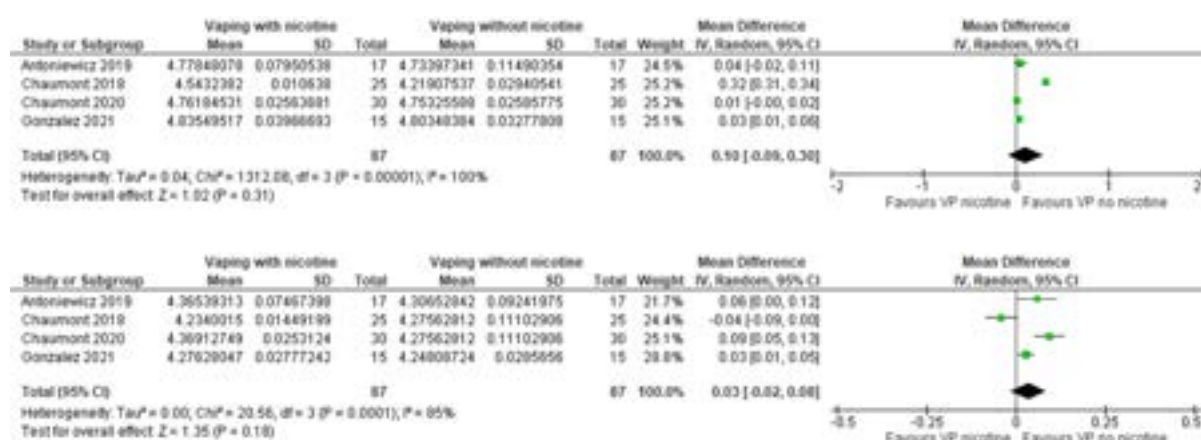 Vaping with nicotine Vaping without nicotine Mean Difference Mean Difference
Study or Subgroup Mean SD Total Mean SD Total Weight IV, Random, 95% CI IV, Random, 95% CI
Antoniewicz 2019 4.77848078 0.07950538 17 4.73397341 0.11490354 17 24.5% 0.04 [-0.02, 0.11]
Chaumont 2018 4.5432382 0.010638 25 4.21907537 0.02940541 25 25.2% 0.32 [0.31, 0.34]
Chaumont 2020 4.76184531 0.02563681 30 4.75325588 0.02585775 30 25.2% 0.01 [-0.00, 0.02]
Gonzalez 2021 4.83549517 0.03986693 15 4.80348384 0.03277808 15 25.1% 0.03 [0.01, 0.06]
Total (95% CI) 87 87 100.0% 0.10 [-0.09, 0.30]
Heterogeneity: Tau² = 0.04; Chi² = 1312.08, df = 3 (P < 0.00001); I² = 100%
Test for overall effect: Z = 1.02 (P = 0.31)
-2 -1 0 1 2
Favours VP nicotine Favours VP no nicotine
Vaping with nicotine Vaping without nicotine Mean Difference Mean Difference
Study or Subgroup Mean SD Total Mean SD Total Weight IV, Random, 95% CI IV, Random, 95% CI
Antoniewicz 2019 4.36539313 0.07467398 17 4.30652842 0.09241975 17 21.7% 0.06 [0.00, 0.12]
Chaumont 2018 4.2340015 0.01449199 25 4.27562812 0.11102906 25 24.4% -0.04 [-0.09, 0.00]
Chaumont 2020 4.36912749 0.0253124 30 4.27562812 0.11102906 30 25.1% 0.09 [0.05, 0.13]
Gonzalez 2021 4.27628047 0.02777242 15 4.24808724 0.0285856 15 28.8% 0.03 [0.01, 0.05]
Total (95% CI) 87 87 100.0% 0.03 [-0.02, 0.08]
Heterogeneity: Tau² = 0.00; Chi² = 20.56, df = 3 (P = 0.0001); I² = 85%
Test for overall effect: Z = 1.35 (P = 0.18)
-0.5 -0.25 0 0.25 0.5
Favours VP nicotine Favours VP no nicotine